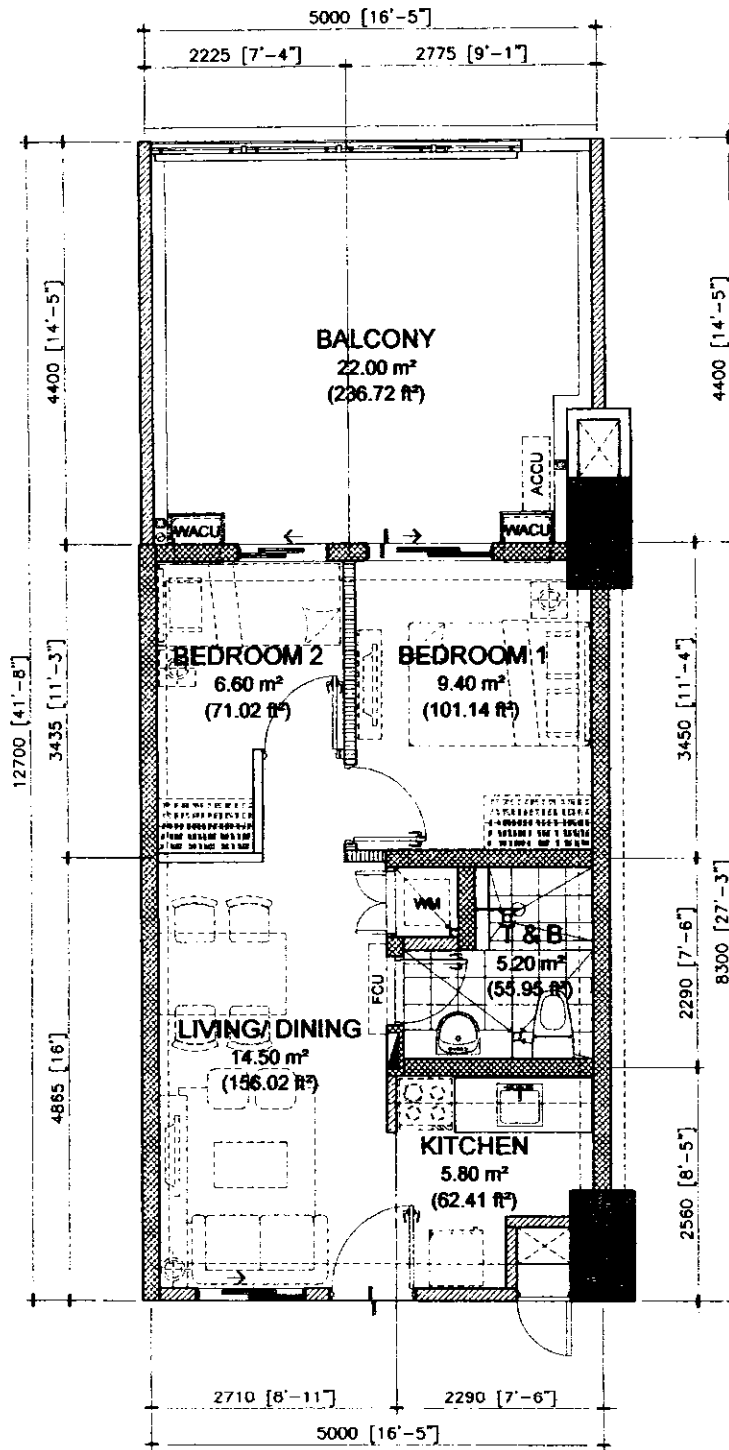 5000 [16'-5"]
2225 [7'-4"]
2775 [9'-1"]
4400 [14'-5"]
4400 [14'-5"]
BALCONY
22.00 m²
(236.72 ft²)
ACCU
WACU
WACU
12700 [41'-8"]
3435 [11'-3"]
BEDROOM 2
6.60 m²
(71.02 ft²)
BEDROOM 1
9.40 m²
(101.14 ft²)
3450 [11'-4"]
8300 [27'-3"]
WM
T & B
5.20 m²
(55.95 ft²)
2290 [7'-6"]
FCU
LIVING/ DINING
14.50 m²
(156.02 ft²)
4865 [16']
KITCHEN
5.80 m²
(62.41 ft²)
2560 [8'-5"]
2710 [8'-11"]
2290 [7'-6"]
5000 [16'-5"]